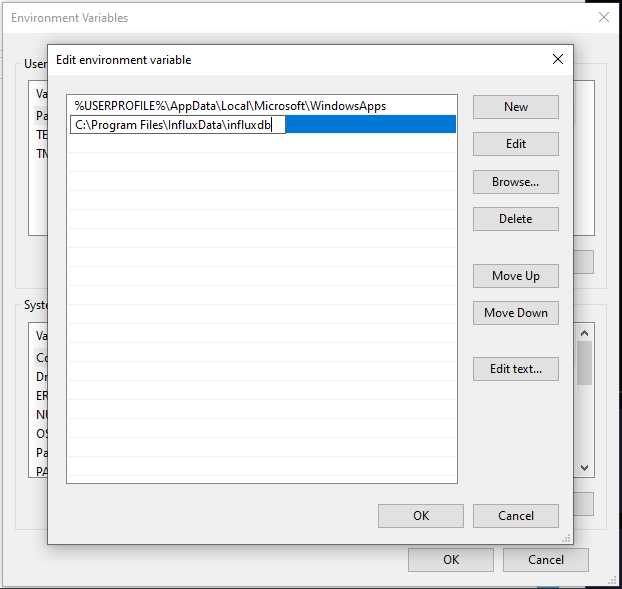 Environment Variables
Edit environment variable
User
Va
Pa
TE
%USERPROFILE%\AppData\Local\Microsoft\WindowsApps
C:\Program Files\InfluxData\influxdb
New
Edit
Browse...
Delete
Move Up
Move Down
Edit text...
Syste
Va
Co
Dr
ER
OS
Pa
PA
OK
Cancel
OK
Cancel